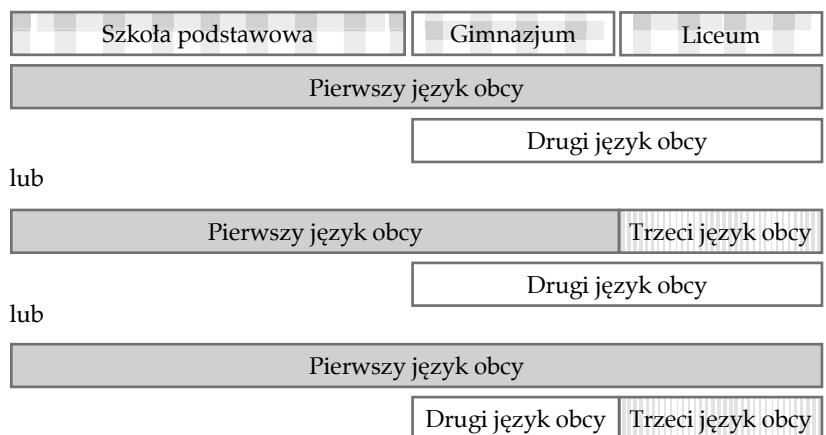 Szkoła podstawowa Gimnazjum Liceum
Pierwszy język obcy
Drugi język obcy
lub
Pierwszy język obcy Trzeci język obcy
Drugi język obcy
lub
Pierwszy język obcy
Drugi język obcy Trzeci język obcy